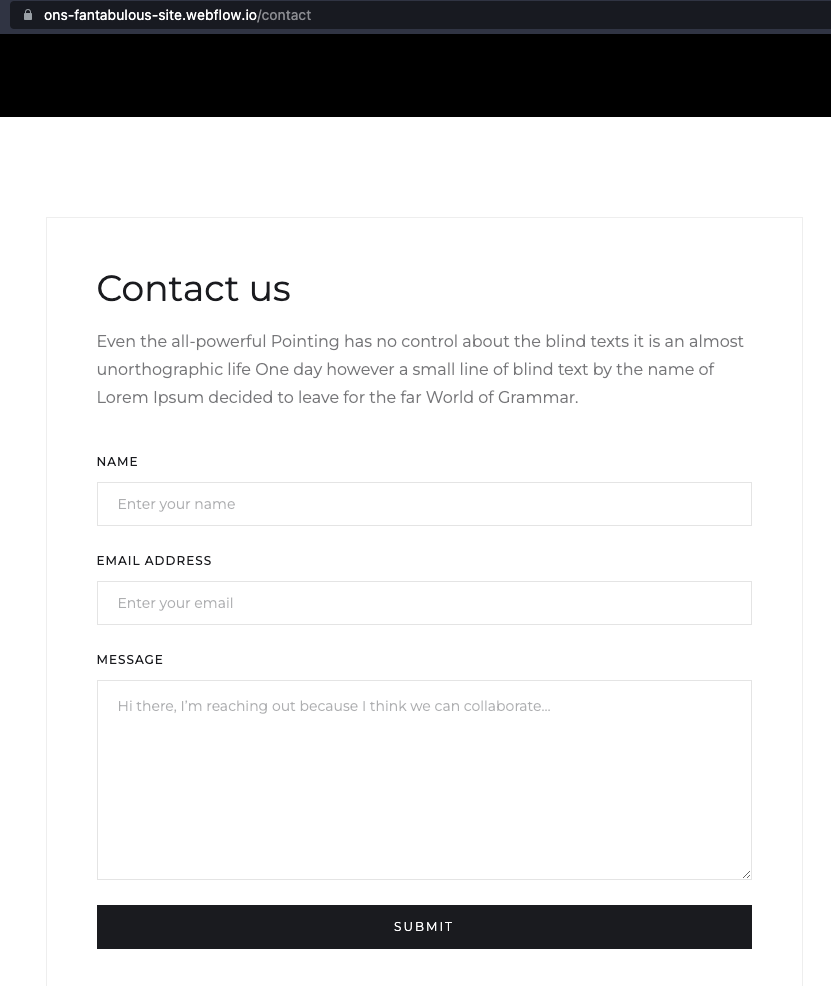 ons-fantabulous-site.webflow.io/contact
Contact us
Even the all-powerful Pointing has no control about the blind texts it is an almost
unorthographic life One day however a small line of blind text by the name of
Lorem Ipsum decided to leave for the far World of Grammar.
NAME
Enter your name
EMAIL ADDRESS
Enter your email
MESSAGE
Hi there, I’m reaching out because I think we can collaborate…
SUBMIT